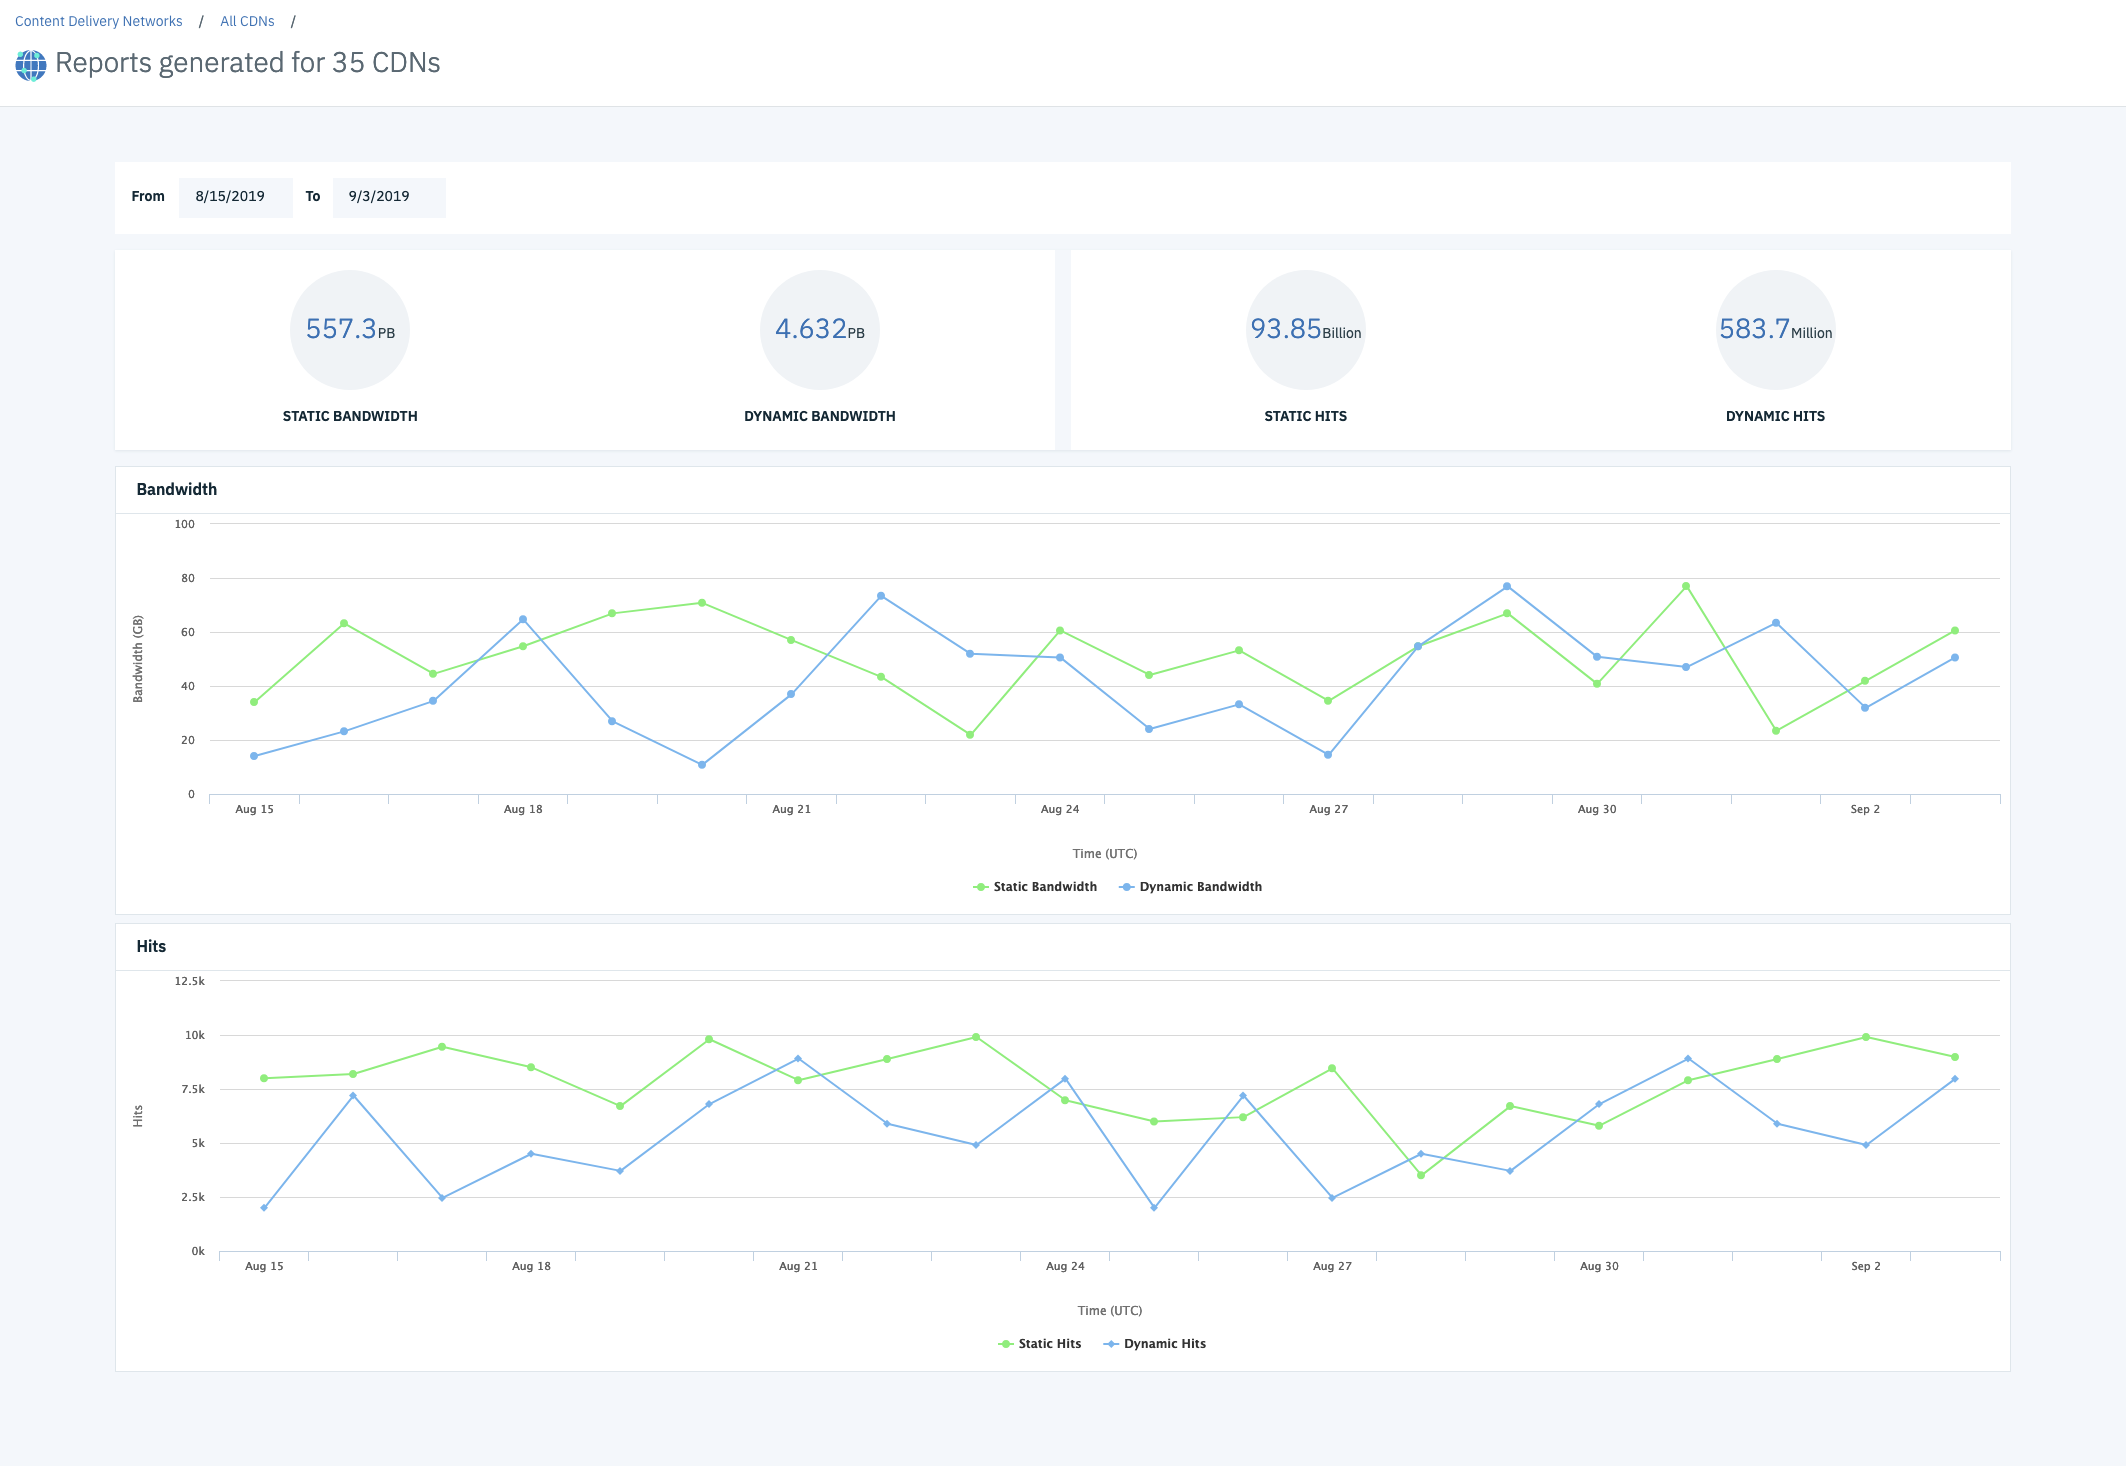 Content Delivery Networks / All CDNs /
Reports generated for 35 CDNs
From 8/15/2019 To 9/3/2019
557.3PB
4.632PB
93.85Billion
583.7Million
STATIC BANDWIDTH
DYNAMIC BANDWIDTH
STATIC HITS
DYNAMIC HITS
Bandwidth
100
80
60
40
20
0
Bandwidth (GB)
Aug 15 Aug 18 Aug 21 Aug 24 Aug 27 Aug 30 Sep 2
Time (UTC)
Static Bandwidth Dynamic Bandwidth
Hits
12.5k
10k
7.5k
5k
2.5k
0k
Hits
Aug 15 Aug 18 Aug 21 Aug 24 Aug 27 Aug 30 Sep 2
Time (UTC)
Static Hits Dynamic Hits